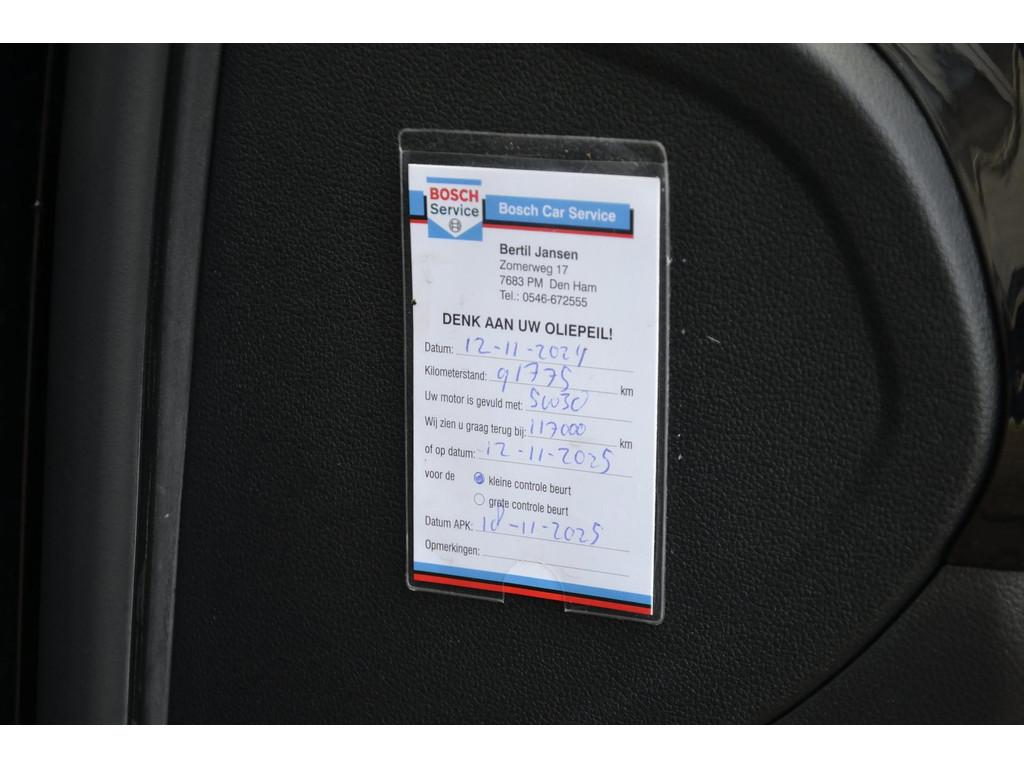 BOSCH
Service
Bosch Car Service
Bertil Jansen
Zomerweg 17
7683 PM Den Ham
Tel.: 0546-672555
DENK AAN UW OLIEPEIL!
Datum: 12-11-2024
Kilometerstand: 91775 km
Uw motor is gevuld met: 5W30
Wij zien u graag terug bij: 117000 km
of op datum: 12-11-2025
voor de kleine controle beurt
grote controle beurt
Datum APK: 18-11-2025
Opmerkingen: